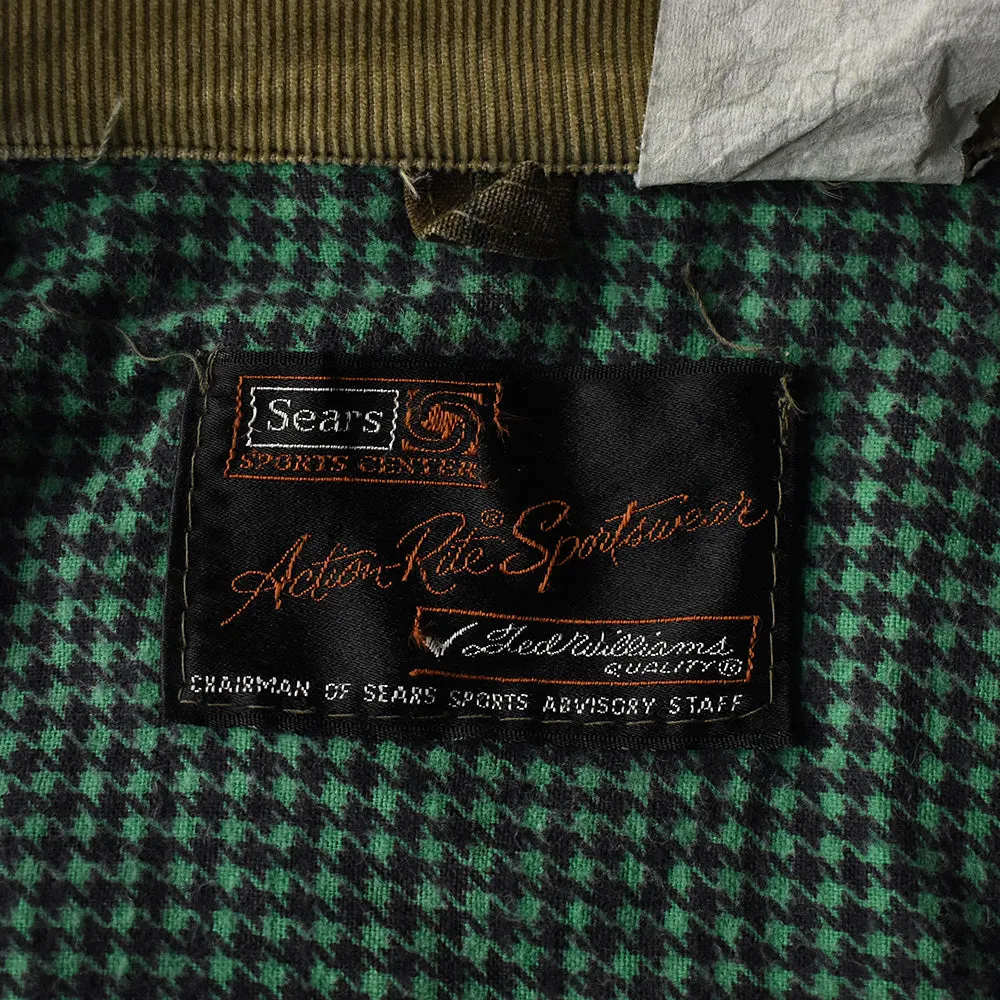 Sears
SPORTS CENTER
Action-Rite® Sportswear
Ted Williams
QUALITY®
CHAIRMAN OF SEARS SPORTS ADVISORY STAFF